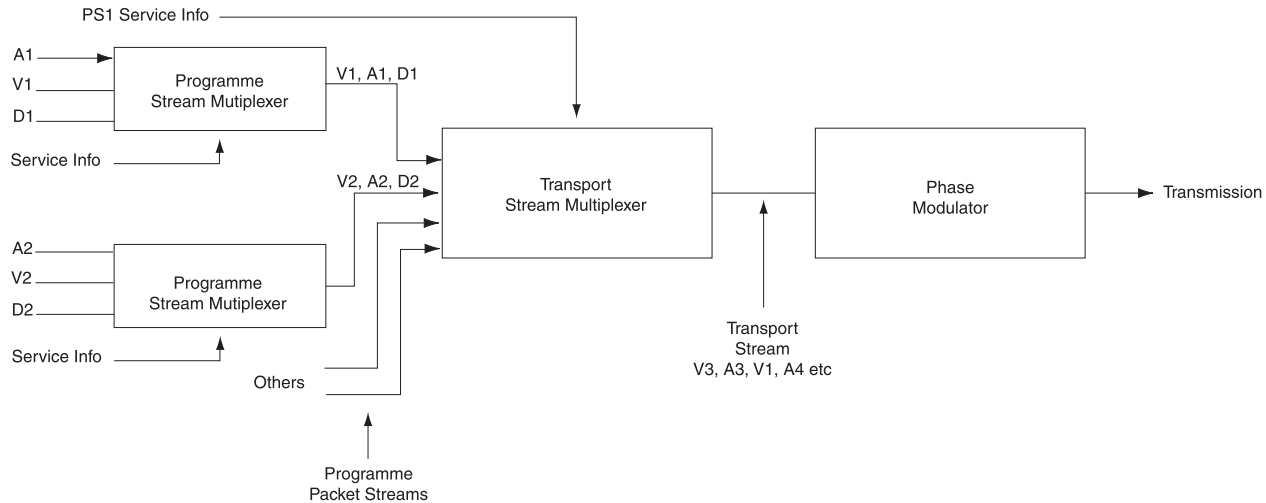 PS1 Service Info
A1
V1
D1
Programme
Stream Mutiplexer
V1, A1, D1
Service Info
Transport
Stream Multiplexer
Phase
Modulator
Transmission
V2, A2, D2
A2
V2
D2
Programme
Stream Mutiplexer
Service Info
Others
Transport
Stream
V3, A3, V1, A4 etc
Programme
Packet Streams